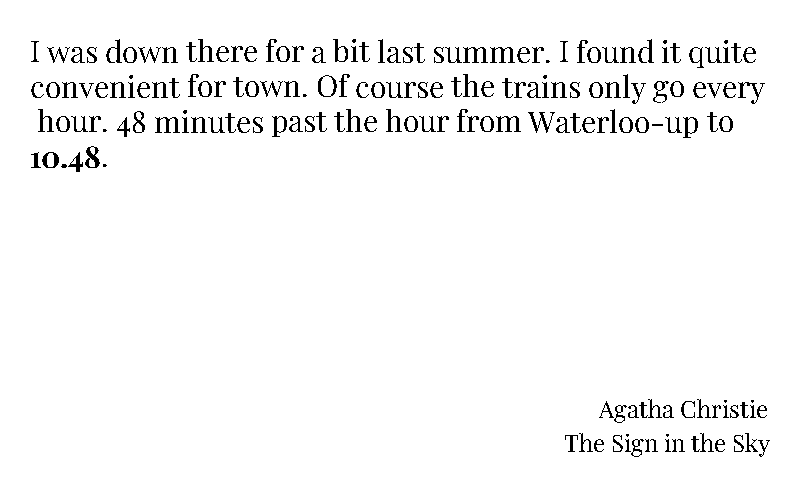 I was down there for a bit last summer. I found it quite
convenient for town. Of course the trains only go every
hour. 48 minutes past the hour from Waterloo-up to
10.48.
Agatha Christie
The Sign in the Sky